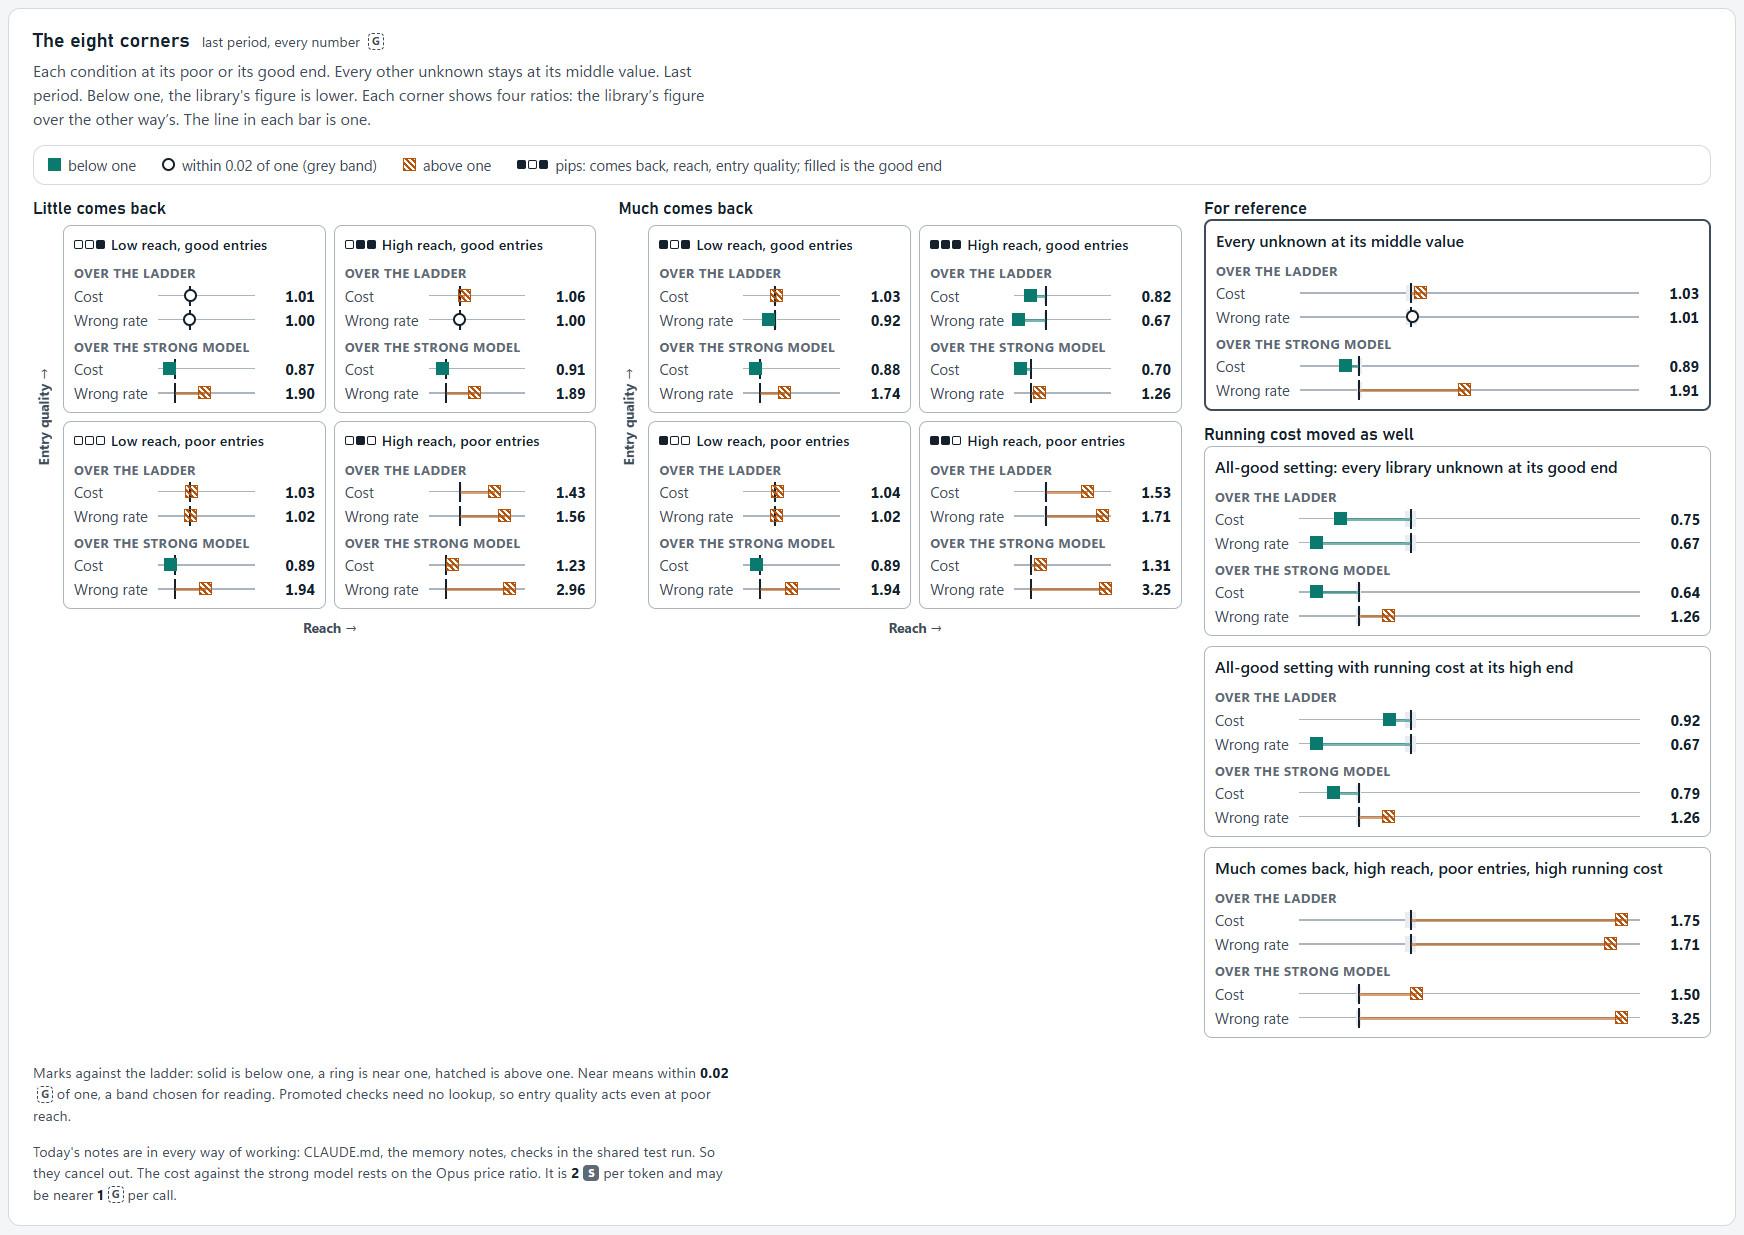 The eight corners last period, every number G
Each condition at its poor or its good end. Every other unknown stays at its middle value. Last
period. Below one, the library's figure is lower. Each corner shows four ratios: the library’s figure
over the other way’s. The line in each bar is one.
below one within 0.02 of one (grey band) above one pips: comes back, reach, entry quality; filled is the good end
Little comes back
Entry quality →
Low reach, good entries
OVER THE LADDER
Cost 1.01
Wrong rate 1.00
OVER THE STRONG MODEL
Cost 0.87
Wrong rate 1.90
High reach, good entries
OVER THE LADDER
Cost 1.06
Wrong rate 1.00
OVER THE STRONG MODEL
Cost 0.91
Wrong rate 1.89
Low reach, poor entries
OVER THE LADDER
Cost 1.03
Wrong rate 1.02
OVER THE STRONG MODEL
Cost 0.89
Wrong rate 1.94
High reach, poor entries
OVER THE LADDER
Cost 1.43
Wrong rate 1.56
OVER THE STRONG MODEL
Cost 1.23
Wrong rate 2.96
Reach →
Much comes back
Entry quality →
Low reach, good entries
OVER THE LADDER
Cost 1.03
Wrong rate 0.92
OVER THE STRONG MODEL
Cost 0.88
Wrong rate 1.74
High reach, good entries
OVER THE LADDER
Cost 0.82
Wrong rate 0.67
OVER THE STRONG MODEL
Cost 0.70
Wrong rate 1.26
Low reach, poor entries
OVER THE LADDER
Cost 1.04
Wrong rate 1.02
OVER THE STRONG MODEL
Cost 0.89
Wrong rate 1.94
High reach, poor entries
OVER THE LADDER
Cost 1.53
Wrong rate 1.71
OVER THE STRONG MODEL
Cost 1.31
Wrong rate 3.25
Reach →
For reference
Every unknown at its middle value
OVER THE LADDER
Cost 1.03
Wrong rate 1.01
OVER THE STRONG MODEL
Cost 0.89
Wrong rate 1.91
Running cost moved as well
All-good setting: every library unknown at its good end
OVER THE LADDER
Cost 0.75
Wrong rate 0.67
OVER THE STRONG MODEL
Cost 0.64
Wrong rate 1.26
All-good setting with running cost at its high end
OVER THE LADDER
Cost 0.92
Wrong rate 0.67
OVER THE STRONG MODEL
Cost 0.79
Wrong rate 1.26
Much comes back, high reach, poor entries, high running cost
OVER THE LADDER
Cost 1.75
Wrong rate 1.71
OVER THE STRONG MODEL
Cost 1.50
Wrong rate 3.25
Marks against the ladder: solid is below one, a ring is near one, hatched is above one. Near means within 0.02
G of one, a band chosen for reading. Promoted checks need no lookup, so entry quality acts even at poor
reach.
Today's notes are in every way of working: CLAUDE.md, the memory notes, checks in the shared test run. So
they cancel out. The cost against the strong model rests on the Opus price ratio. It is 2 S per token and may
be nearer 1 G per call.